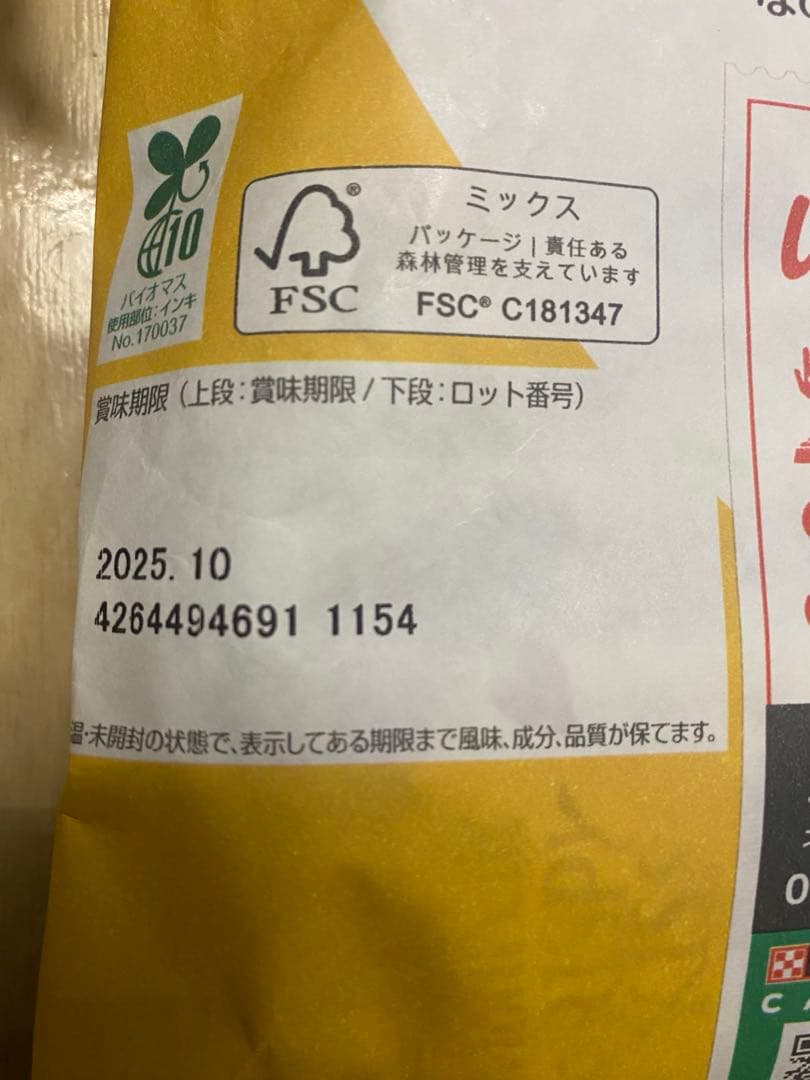 10
バイオマス
使用部位:インキ
No.170037
®
FSC
ミックス
パッケージ | 責任ある
森林管理を支えています
FSC® C181347
賞味期限 (上段:賞味期限 / 下段:ロット番号)
2025. 10
4264494691 1154
温・未開封の状態で、表示してある期限まで風味、成分、品質が保てます。
0
C